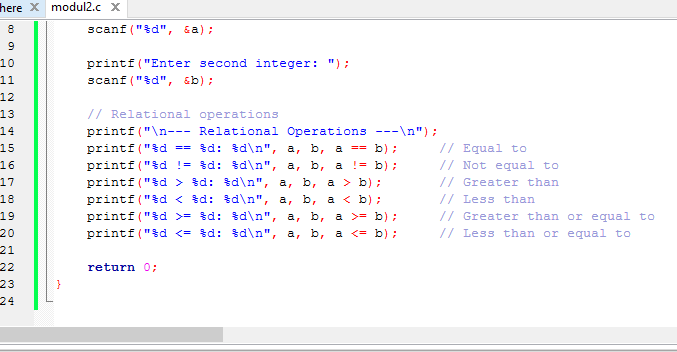 here X modul2.c X
8 scanf("%d", &a);
9
10 printf("Enter second integer: ");
11 scanf("%d", &b);
12
13 // Relational operations
14 printf("\n--- Relational Operations ---\n");
15 printf("%d == %d: %d\n", a, b, a == b); // Equal to
16 printf("%d != %d: %d\n", a, b, a != b); // Not equal to
17 printf("%d > %d: %d\n", a, b, a > b); // Greater than
18 printf("%d < %d: %d\n", a, b, a < b); // Less than
19 printf("%d >= %d: %d\n", a, b, a >= b); // Greater than or equal to
20 printf("%d <= %d: %d\n", a, b, a <= b); // Less than or equal to
21
22 return 0;
23 }
24